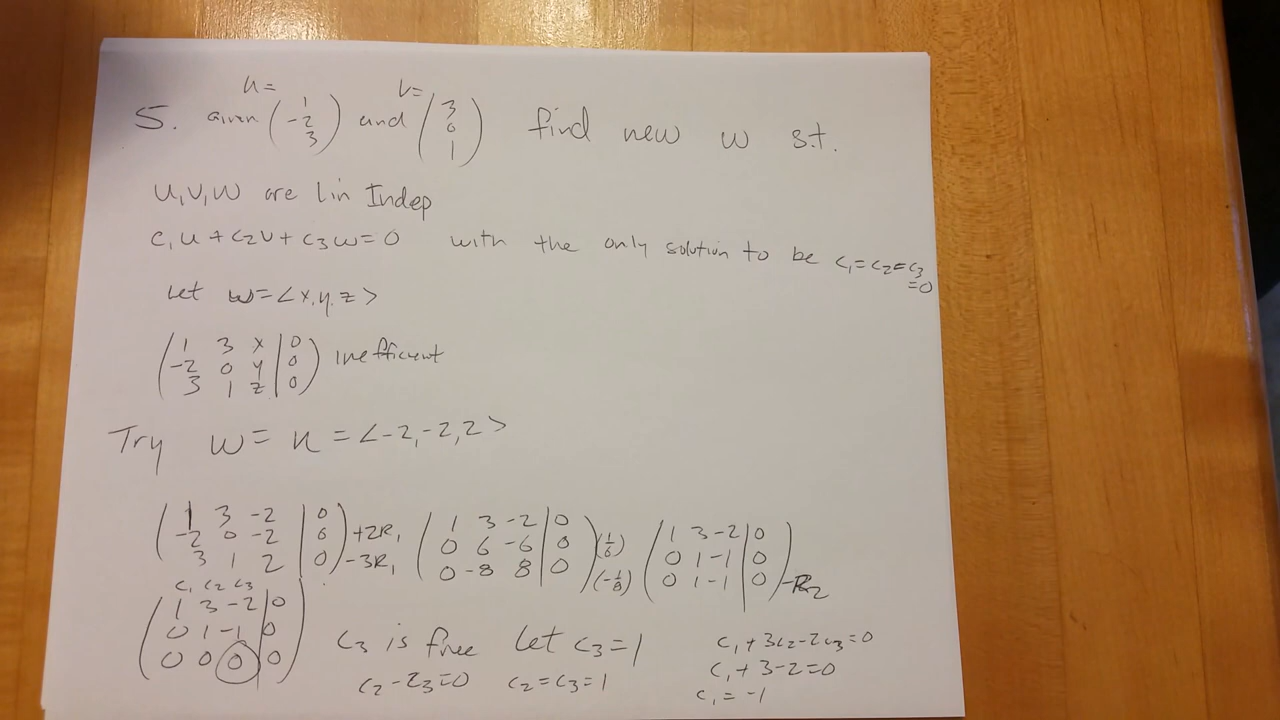 u= v=
5. Given (1 -2 3) and (3 0 1) find new w s.t.
u,v,w are lin Indep
c1u + c2v + c3w = 0 with the only solution to be c1=c2=c3
=0
Let w=<x,y,z>
(1 3 x | 0
-2 0 y | 0
3 1 z | 0) inefficient
Try w = n = <-2,-2,2>
(1 3 -2 | 0 (1 3 -2 | 0 (1 3 -2 | 0
-2 0 -2 | 0 +2R1 0 6 -6 | 0 (1/6) 0 1 -1 | 0
3 1 2 | 0) -3R1 0 -8 8 | 0) (-1/8) 0 1 -1 | 0) -R2
c1 c2 c3
(1 3 -2 | 0
0 1 -1 | 0
0 0 0 | 0)
c3 is free Let c3=1 c1+3c2-2c3=0
c2-c3=0 c2=c3=1 c1+3-2=0
c1=-1